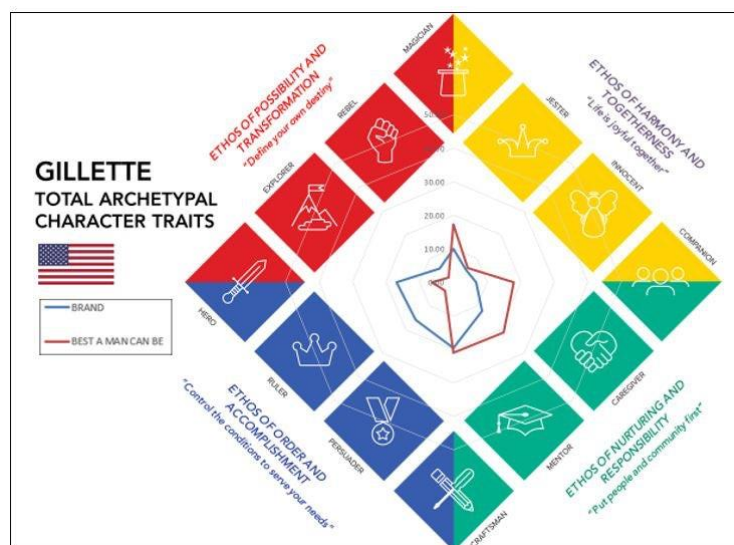 GILLETTE
TOTAL ARCHETYPAL
CHARACTER TRAITS
BRAND
BEST A MAN CAN BE
ETHOS OF POSSIBILITY AND
TRANSFORMATION
"Define your own destiny"
ETHOS OF HARMONY AND
TOGETHERNESS
"Life is joyful together"
MAGICIAN
JESTER
INNOCENT
COMPANION
CAREGIVER
MENTOR
CRAFTSMAN
PERSUADER
RULER
HERO
EXPLORER
REBEL
30.00
20.00
10.00
0.00
ETHOS OF ORDER AND
ACCOMPLISHMENT
"Control the conditions to serve your needs"
ETHOS OF NURTURING AND
RESPONSIBILITY
"Put people and community first"